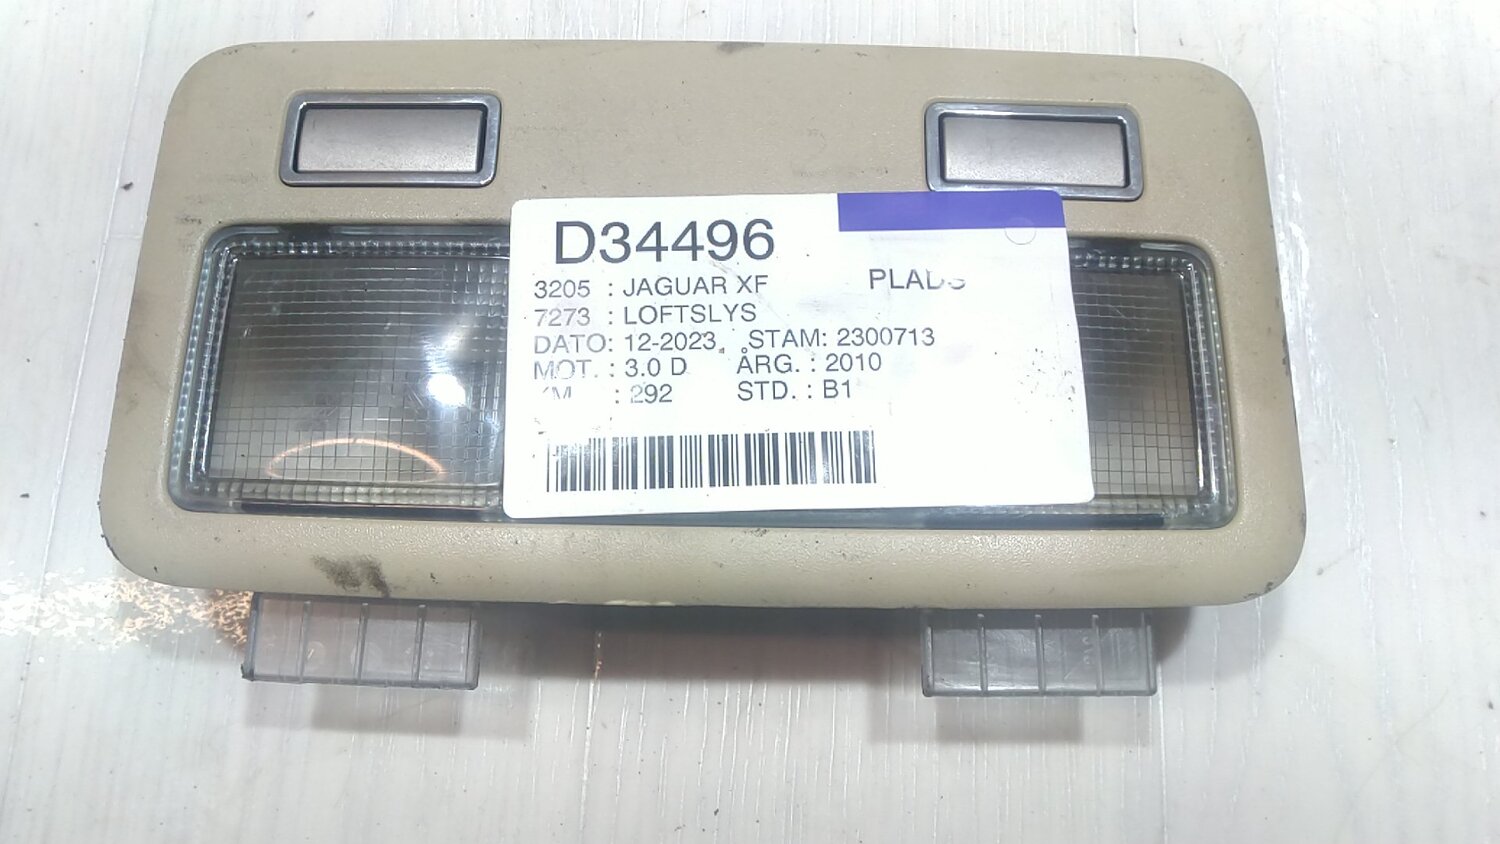 D34496
3205 : JAGUAR XF PLADS
7273 : LOFTSLYS
DATO: 12-2023 STAM: 2300713
MOT. : 3.0 D ÅRG. : 2010
KM : 292 STD. : B1